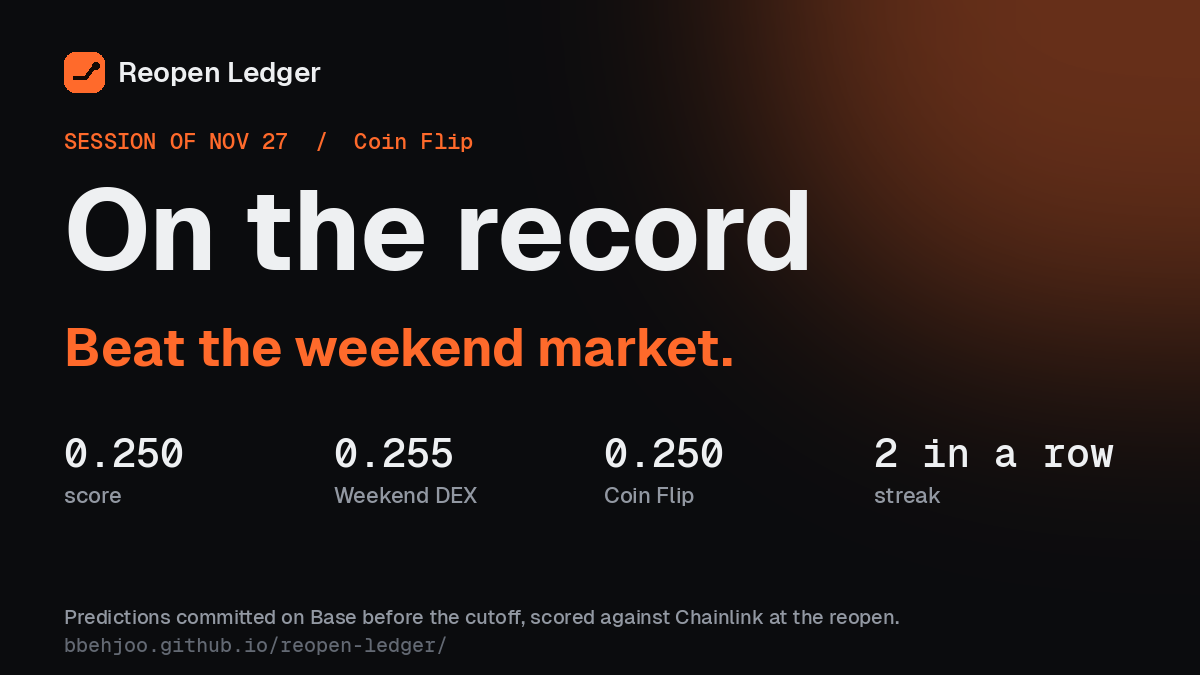 Reopen Ledger
SESSION OF NOV 27 / Coin Flip
On the record
Beat the weekend market.
0.250 0.255 0.250 2 in a row
score Weekend DEX Coin Flip streak
Predictions committed on Base before the cutoff, scored against Chainlink at the reopen.
bbehjoo.github.io/reopen-ledger/